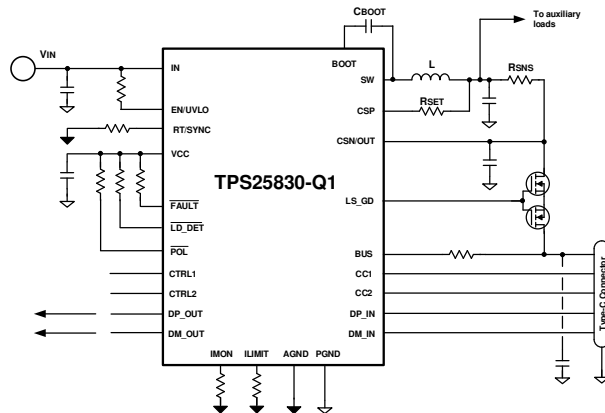 CBOOT
To auxiliary
loads
VIN
IN
BOOT
SW
L
RSNS
CSP
RSET
EN/UVLO
RT/SYNC
CSN/OUT
VCC
TPS25830-Q1
FAULT
LS_GD
LD_DET
POL
BUS
CTRL1
CC1
CTRL2
CC2
DP_OUT
DP_IN
DM_OUT
DM_IN
IMON
ILIMIT
AGND
PGND
Type-C Connector